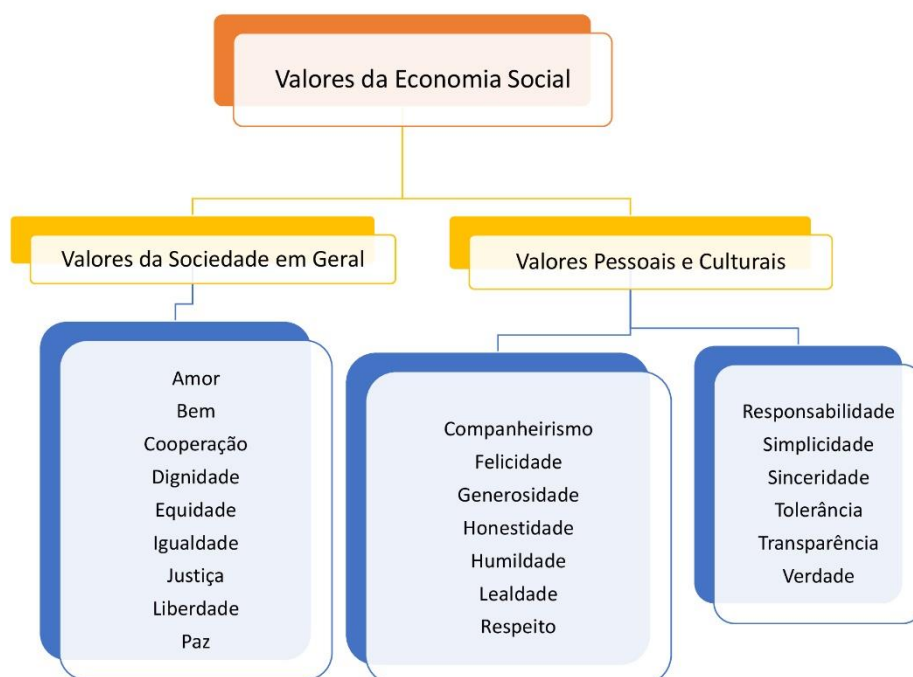 Valores da Economia Social
Valores da Sociedade em Geral
Valores Pessoais e Culturais
Amor
Bem
Cooperação
Dignidade
Equidade
Igualdade
Justiça
Liberdade
Paz
Companheirismo
Felicidade
Generosidade
Honestidade
Humildade
Lealdade
Respeito
Responsabilidade
Simplicidade
Sinceridade
Tolerância
Transparência
Verdade